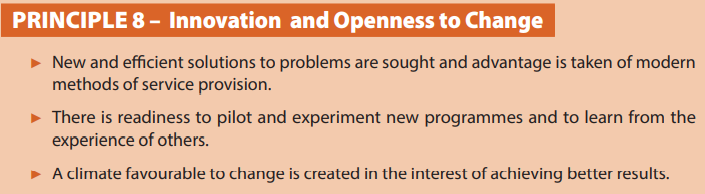 PRINCIPLE 8 – Innovation and Openness to Change
► New and efficient solutions to problems are sought and advantage is taken of modern
methods of service provision.
► There is readiness to pilot and experiment new programmes and to learn from the
experience of others.
► A climate favourable to change is created in the interest of achieving better results.